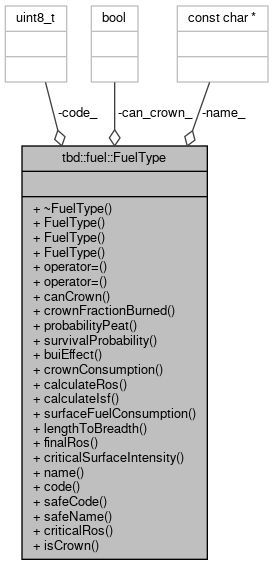 uint8_t
bool
const char *
-code_
-can_crown_
-name_
tbd::fuel::FuelType
+ ~FuelType()
+ FuelType()
+ FuelType()
+ FuelType()
+ operator=()
+ operator=()
+ canCrown()
+ crownFractionBurned()
+ probabilityPeat()
+ survivalProbability()
+ buiEffect()
+ crownConsumption()
+ calculateRos()
+ calculateIsf()
+ surfaceFuelConsumption()
+ lengthToBreadth()
+ finalRos()
+ criticalSurfaceIntensity()
+ name()
+ code()
+ safeCode()
+ safeName()
+ criticalRos()
+ isCrown()